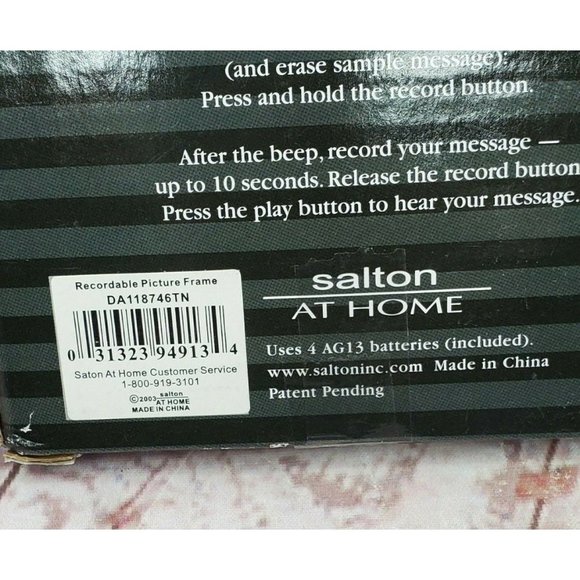 (and erase sample message):
Press and hold the record button.
After the beep, record your message —
up to 10 seconds. Release the record button
Press the play button to hear your message.
Recordable Picture Frame
DA118746TN
0 31323 94913 4
Saton At Home Customer Service
1-800-919-3101
©2003 salton
AT HOME
MADE IN CHINA
salton
AT HOME
Uses 4 AG13 batteries (included).
www.saltoninc.com Made in China
Patent Pending